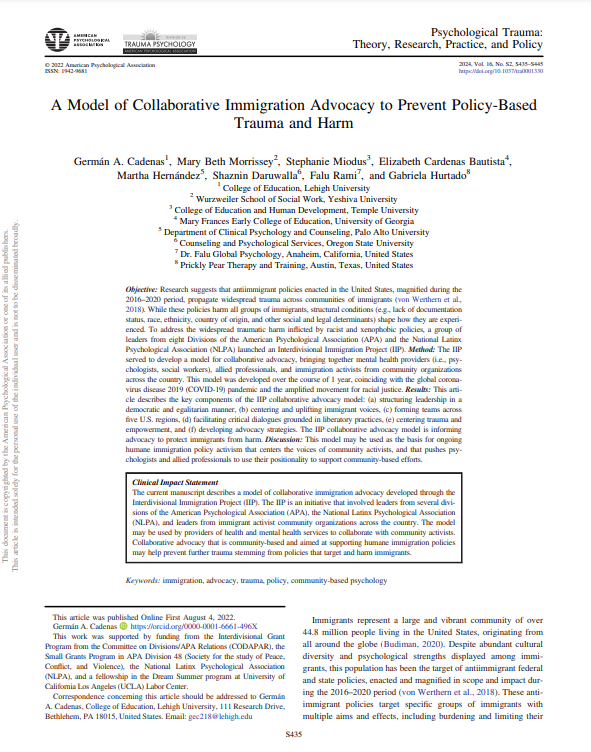 AMERICAN
PSYCHOLOGICAL
ASSOCIATION
TRAUMA PSYCHOLOGY
AMERICAN PSYCHOLOGICAL ASSOCIATION
Psychological Trauma:
Theory, Research, Practice, and Policy
© 2022 American Psychological Association
ISSN: 1942-9681
2024, Vol. 16, No. S2, S435–S445
https://doi.org/10.1037/tra0001330
A Model of Collaborative Immigration Advocacy to Prevent Policy-Based
Trauma and Harm
Germán A. Cadenas1, Mary Beth Morrissey2, Stephanie Miodus3, Elizabeth Cardenas Bautista4,
Martha Hernández5, Shaznin Daruwalla6, Falu Rami7, and Gabriela Hurtado8
1 College of Education, Lehigh University
2 Wurzweiler School of Social Work, Yeshiva University
3 College of Education and Human Development, Temple University
4 Mary Frances Early College of Education, University of Georgia
5 Department of Clinical Psychology and Counseling, Palo Alto University
6 Counseling and Psychological Services, Oregon State University
7 Dr. Falu Global Psychology, Anaheim, California, United States
8 Prickly Pear Therapy and Training, Austin, Texas, United States
Objective: Research suggests that antiimmigrant policies enacted in the United States, magnified during the
2016–2020 period, propagate widespread trauma across communities of immigrants (von Werthern et al.,
2018). While these policies harm all groups of immigrants, structural conditions (e.g., lack of documentation
status, race, ethnicity, country of origin, and other social and legal determinants) shape how they are experi-
enced. To address the widespread traumatic harm inflicted by racist and xenophobic policies, a group of
leaders from eight Divisions of the American Psychological Association (APA) and the National Latinx
Psychological Association (NLPA) launched an Interdivisional Immigration Project (IIP). Method: The IIP
served to develop a model for collaborative advocacy, bringing together mental health providers (i.e., psy-
chologists, social workers), allied professionals, and immigration activists from community organizations
across the country. This model was developed over the course of 1 year, coinciding with the global corona-
virus disease 2019 (COVID-19) pandemic and the amplified movement for racial justice. Results: This arti-
cle describes the key components of the IIP collaborative advocacy model: (a) structuring leadership in a
democratic and egalitarian manner, (b) centering and uplifting immigrant voices, (c) forming teams across
five U.S. regions, (d) facilitating critical dialogues grounded in liberatory practices, (e) centering trauma and
empowerment, and (f) developing advocacy strategies. The IIP collaborative advocacy model is informing
advocacy to protect immigrants from harm. Discussion: This model may be used as the basis for ongoing
humane immigration policy activism that centers the voices of community activists, and that pushes psy-
chologists and allied professionals to use their positionality to support community-based efforts.
Clinical Impact Statement
The current manuscript describes a model of collaborative immigration advocacy developed through the
Interdivisional Immigration Project (IIP). The IIP is an initiative that involved leaders from several divi-
sions of the American Psychological Association (APA), the National Latinx Psychological Association
(NLPA), and leaders from immigrant activist community organizations across the country. The model
may be used by providers of health and mental health services to collaborate with community activists.
Collaborative advocacy that is community-based and aimed at supporting humane immigration policies
may help prevent further trauma stemming from policies that target and harm immigrants.
Keywords: immigration, advocacy, trauma, policy, community-based psychology
This article was published Online First August 4, 2022.
Germán A. Cadenas https://orcid.org/0000-0001-6661-496X
This work was supported by funding from the Interdivisional Grant
Program from the Committee on Divisions/APA Relations (CODAPAR), the
Small Grants Program in APA Division 48 (Society for the study of Peace,
Conflict, and Violence), the National Latinx Psychological Association
(NLPA), and a fellowship in the Dream Summer program at University of
California Los Angeles (UCLA) Labor Center.
Correspondence concerning this article should be addressed to Germán
A. Cadenas, College of Education, Lehigh University, 111 Research Drive,
Bethlehem, PA 18015, United States. Email: gec218@lehigh.edu
Immigrants represent a large and vibrant community of over
44.8 million people living in the United States, originating from
all around the globe (Budiman, 2020). Despite abundant cultural
diversity and psychological strengths displayed among immi-
grants, this population has been the target of antiimmigrant federal
and state policies, enacted and magnified in scope and impact dur-
ing the 2016–2020 period (von Werthern et al., 2018). These anti-
immigrant policies target specific groups of immigrants with
multiple aims and effects, including burdening and limiting their
S435
This document is copyrighted by the American Psychological Association or one of its allied publishers.
This article is intended solely for the personal use of the individual user and is not to be disseminated broadly.